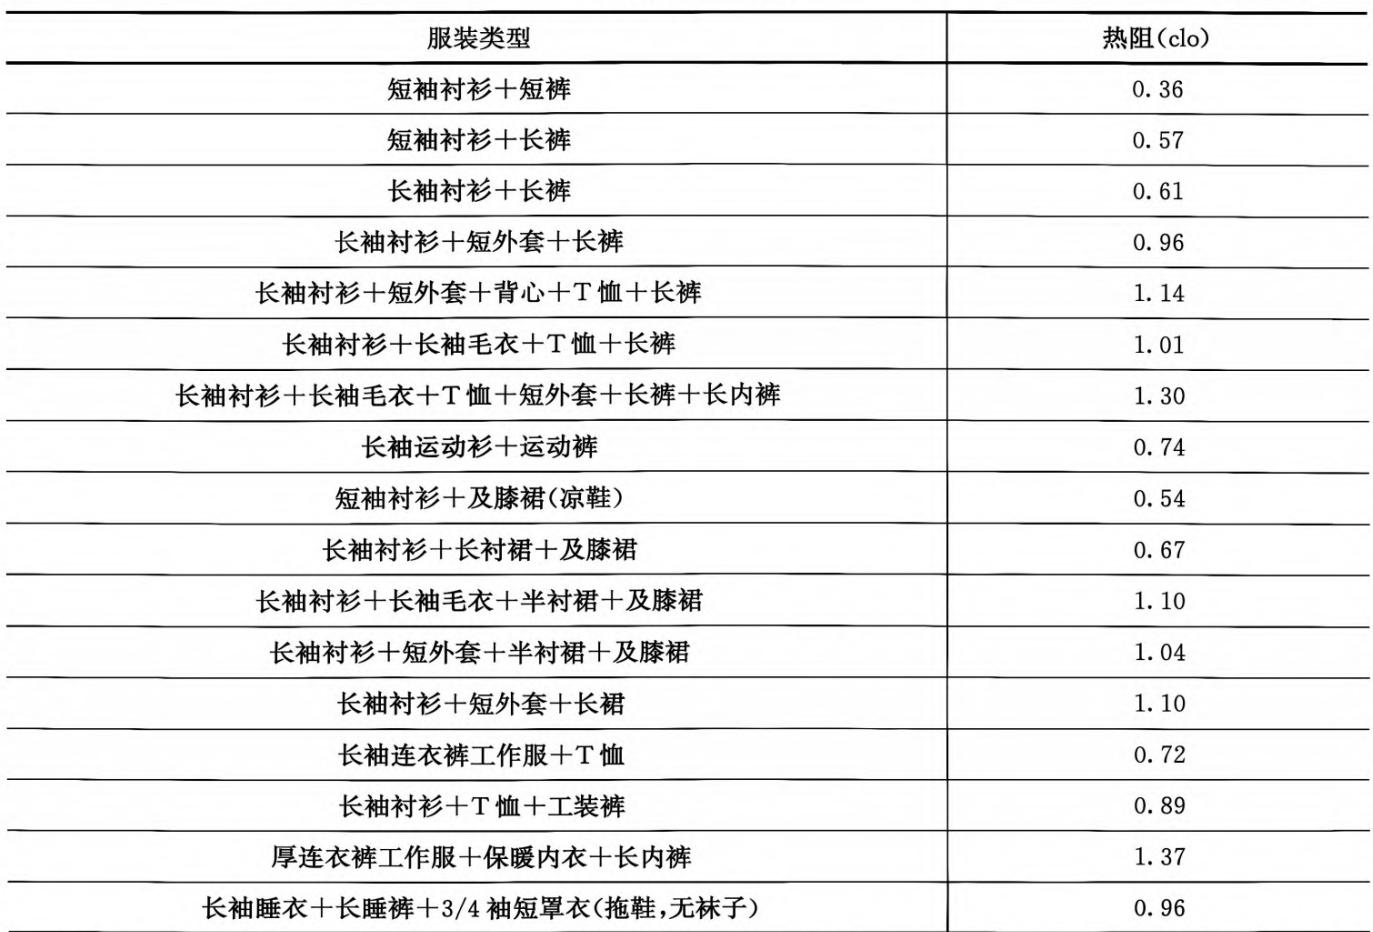 服装类型 热阻(clo)
短袖衬衫+短裤 0.36
短袖衬衫+长裤 0.57
长袖衬衫+长裤 0.61
长袖衬衫+短外套+长裤 0.96
长袖衬衫+短外套+背心+T恤+长裤 1.14
长袖衬衫+长袖毛衣+T恤+长裤 1.01
长袖衬衫+长袖毛衣+T恤+短外套+长裤+长内裤 1.30
长袖运动衫+运动裤 0.74
短袖衬衫+及膝裙(凉鞋) 0.54
长袖衬衫+长衬裙+及膝裙 0.67
长袖衬衫+长袖毛衣+半衬裙+及膝裙 1.10
长袖衬衫+短外套+半衬裙+及膝裙 1.04
长袖衬衫+短外套+长裙 1.10
长袖连衣裤工作服+T恤 0.72
长袖衬衫+T恤+工装裤 0.89
厚连衣裤工作服+保暖内衣+长内裤 1.37
长袖睡衣+长睡裤+3/4袖短罩衣(拖鞋,无袜子) 0.96